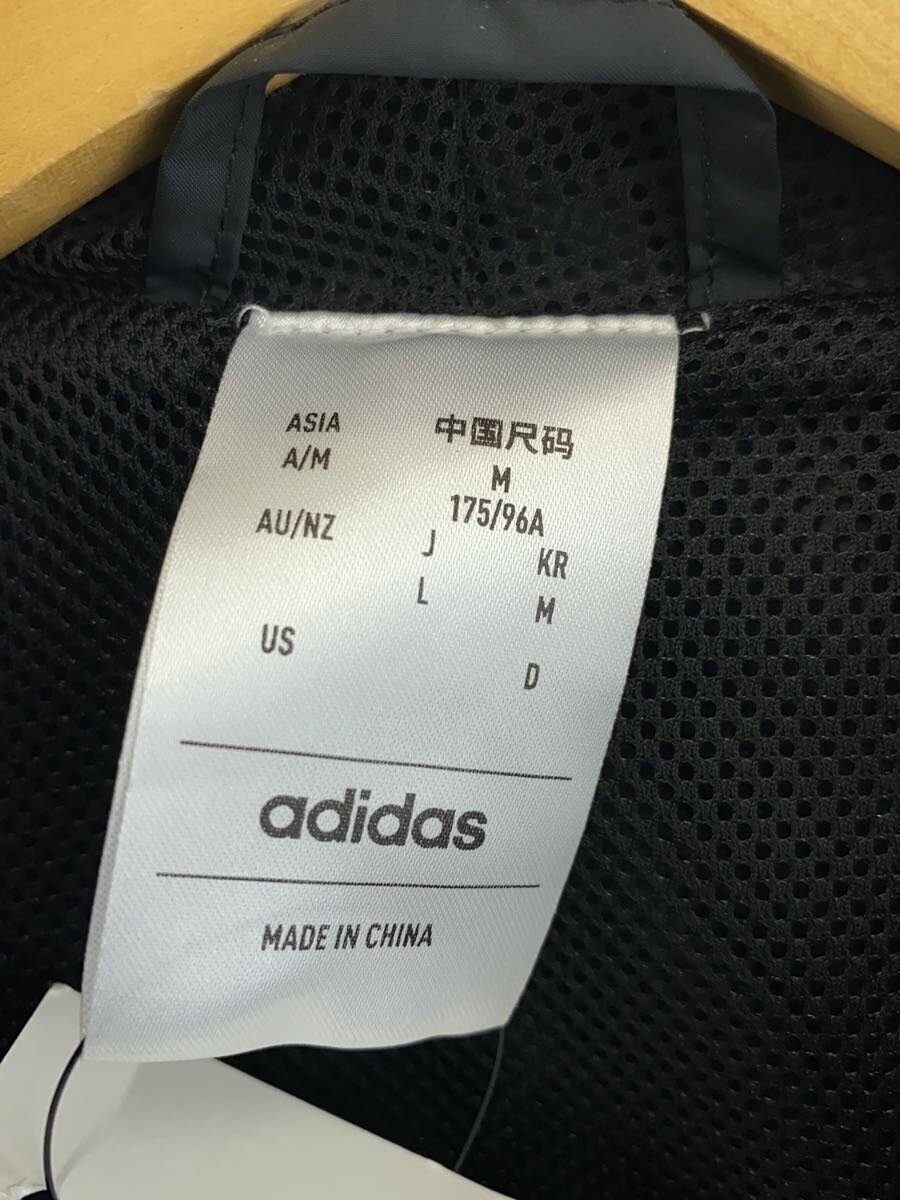 ASIA 中国尺码
A/M M
175/96A
AU/NZ J KR
L M
US D
adidas
MADE IN CHINA